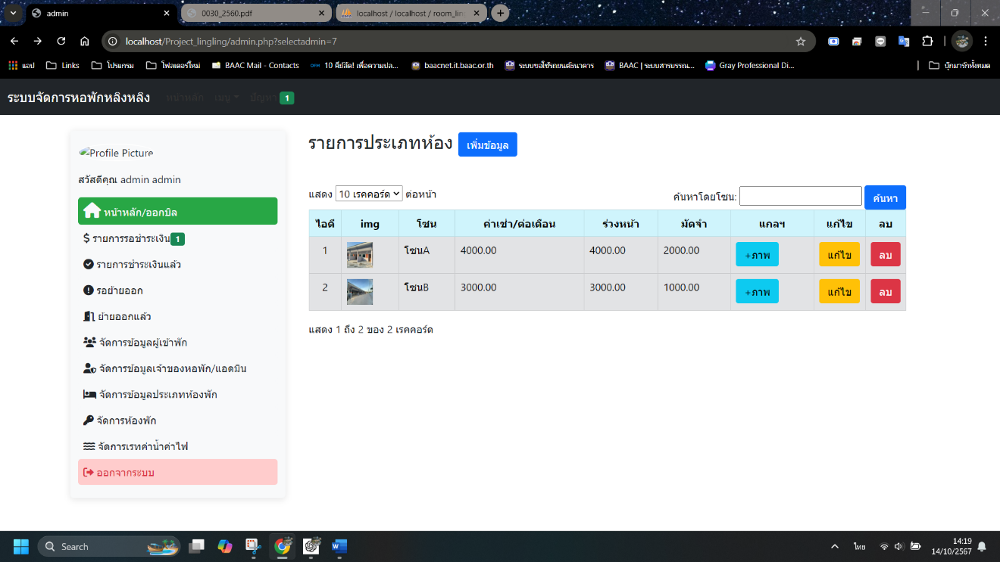 admin
0030_2560.pdf
localhost / localhost / room_lin
localhost/Project_lingling/admin.php?selectadmin=7
แอป Links โปรแกรม โฟลเดอร์ใหม่ BAAC Mail - Contacts 10 ดีย์ลัด! เพื่อความปล... baacnet.it.baac.or.th ระบบขอใช้รถยนต์ธนาคาร BAAC | ระบบสารบรรณ... Gray Professional Di... บุ๊กมาร์กทั้งหมด
ระบบจัดการหอพักหลิงหลิง หน้าหลัก เมนู ปัญหา 1
Profile Picture
สวัสดีคุณ admin admin
หน้าหลัก/ออกบิล
รายการรอชำระเงิน 1
รายการชำระเงินแล้ว
รอย้ายออก
ย้ายออกแล้ว
จัดการข้อมูลผู้เข้าพัก
จัดการข้อมูลเจ้าของหอพัก/แอดมิน
จัดการข้อมูลประเภทห้องพัก
จัดการห้องพัก
จัดการเรทค่าน้ำค่าไฟ
ออกจากระบบ
รายการประเภทห้อง เพิ่มข้อมูล
แสดง 10 เรคคอร์ด ต่อหน้า ค้นหาโดยโซน: ค้นหา
ไอดี img โซน ค่าเช่า/ต่อเดือน ร่วงหน้า มัดจำ แกลฯ แก้ไข ลบ
1 โซนA 4000.00 4000.00 2000.00 +ภาพ แก้ไข ลบ
2 โซนB 3000.00 3000.00 1000.00 +ภาพ แก้ไข ลบ
แสดง 1 ถึง 2 ของ 2 เรคคอร์ด
Search
ไทย
14:19
14/10/2567